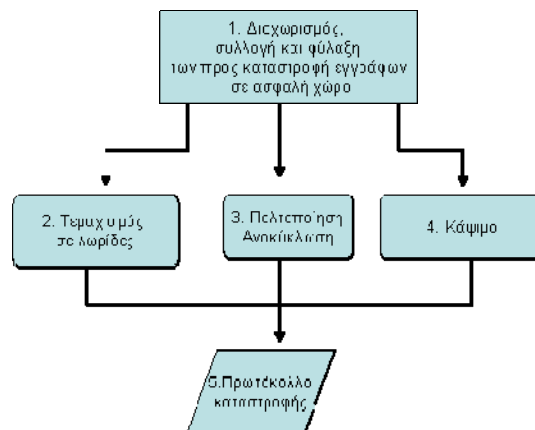 1. Διαχωρισμός,
συλλογή και φύλαξη
των προς καταστροφή εγγράφων
σε ασφαλή χώρο
2. Τεμαχισμός
σε λωρίδες
3. Πολτοποίηση
Ανακύκλωση
4. Κάψιμο
5.Πρωτόκολλο
καταστροφής